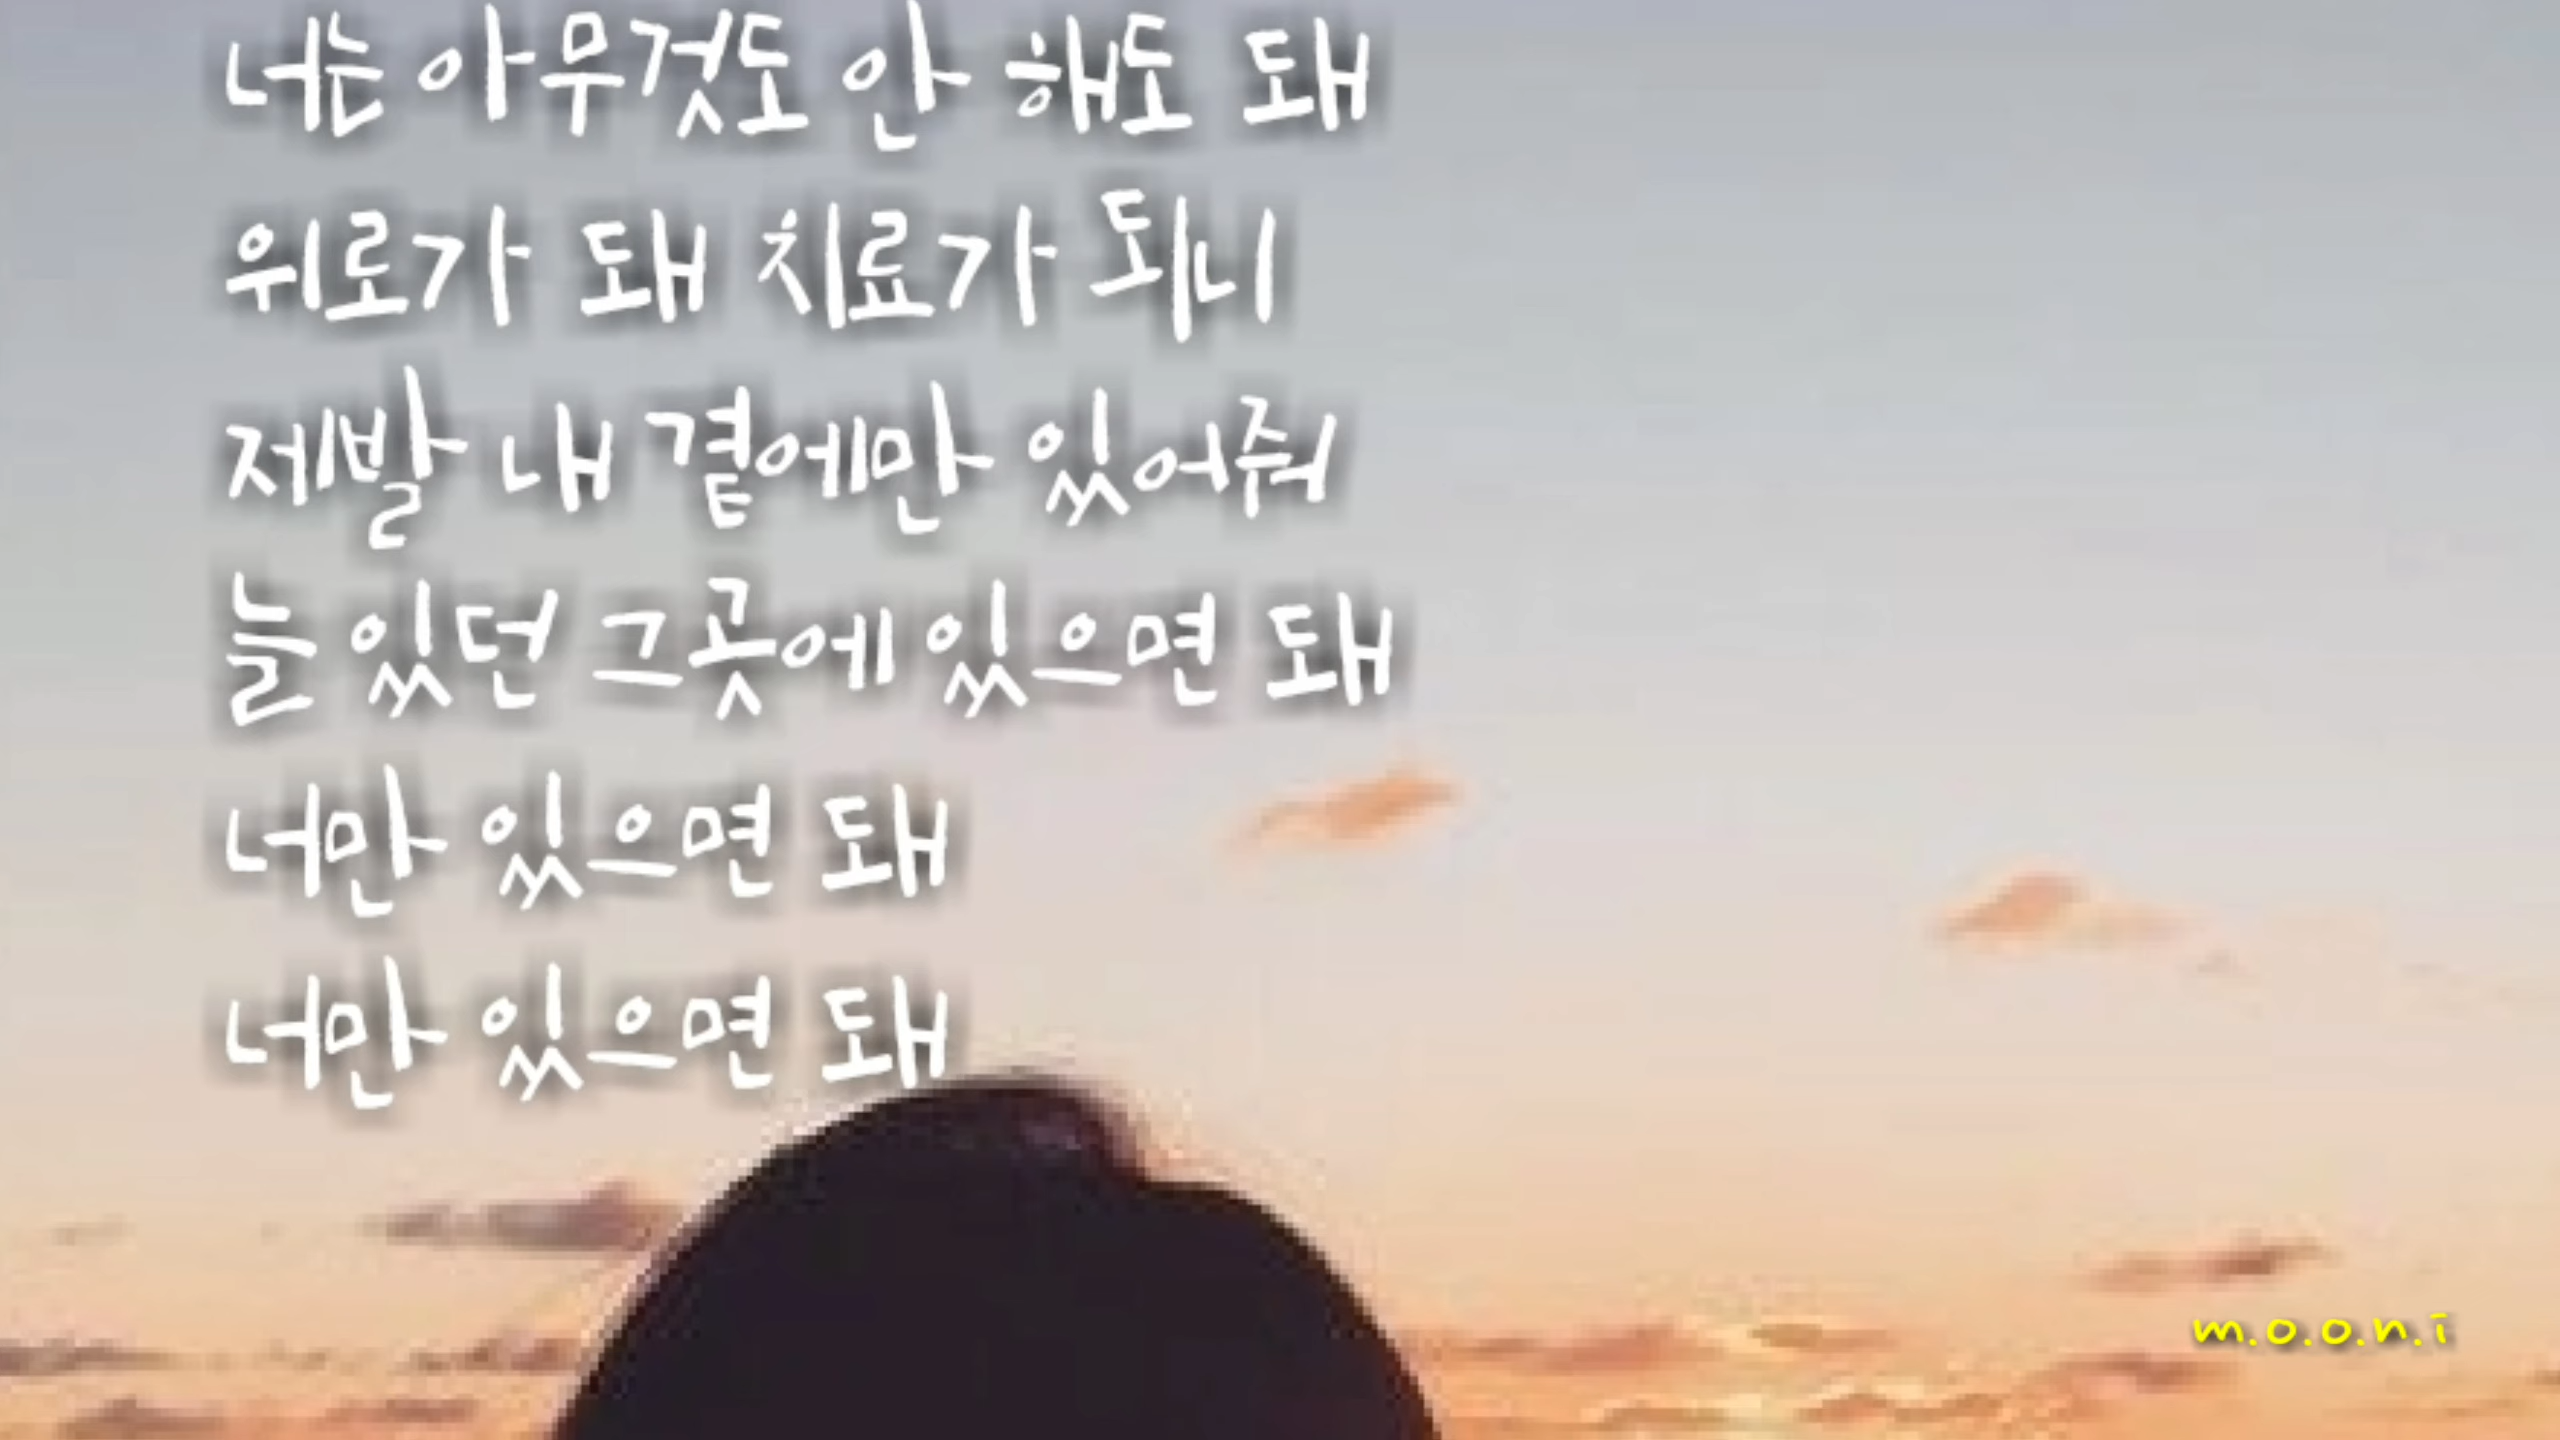 너는 아무것도 안 해도 돼
위로가 돼 치료가 되니
제발 내 곁에만 있어줘
늘 있던 그곳에 있으면 돼
너만 있으면 돼
너만 있으면 돼
m.o.o.n.i